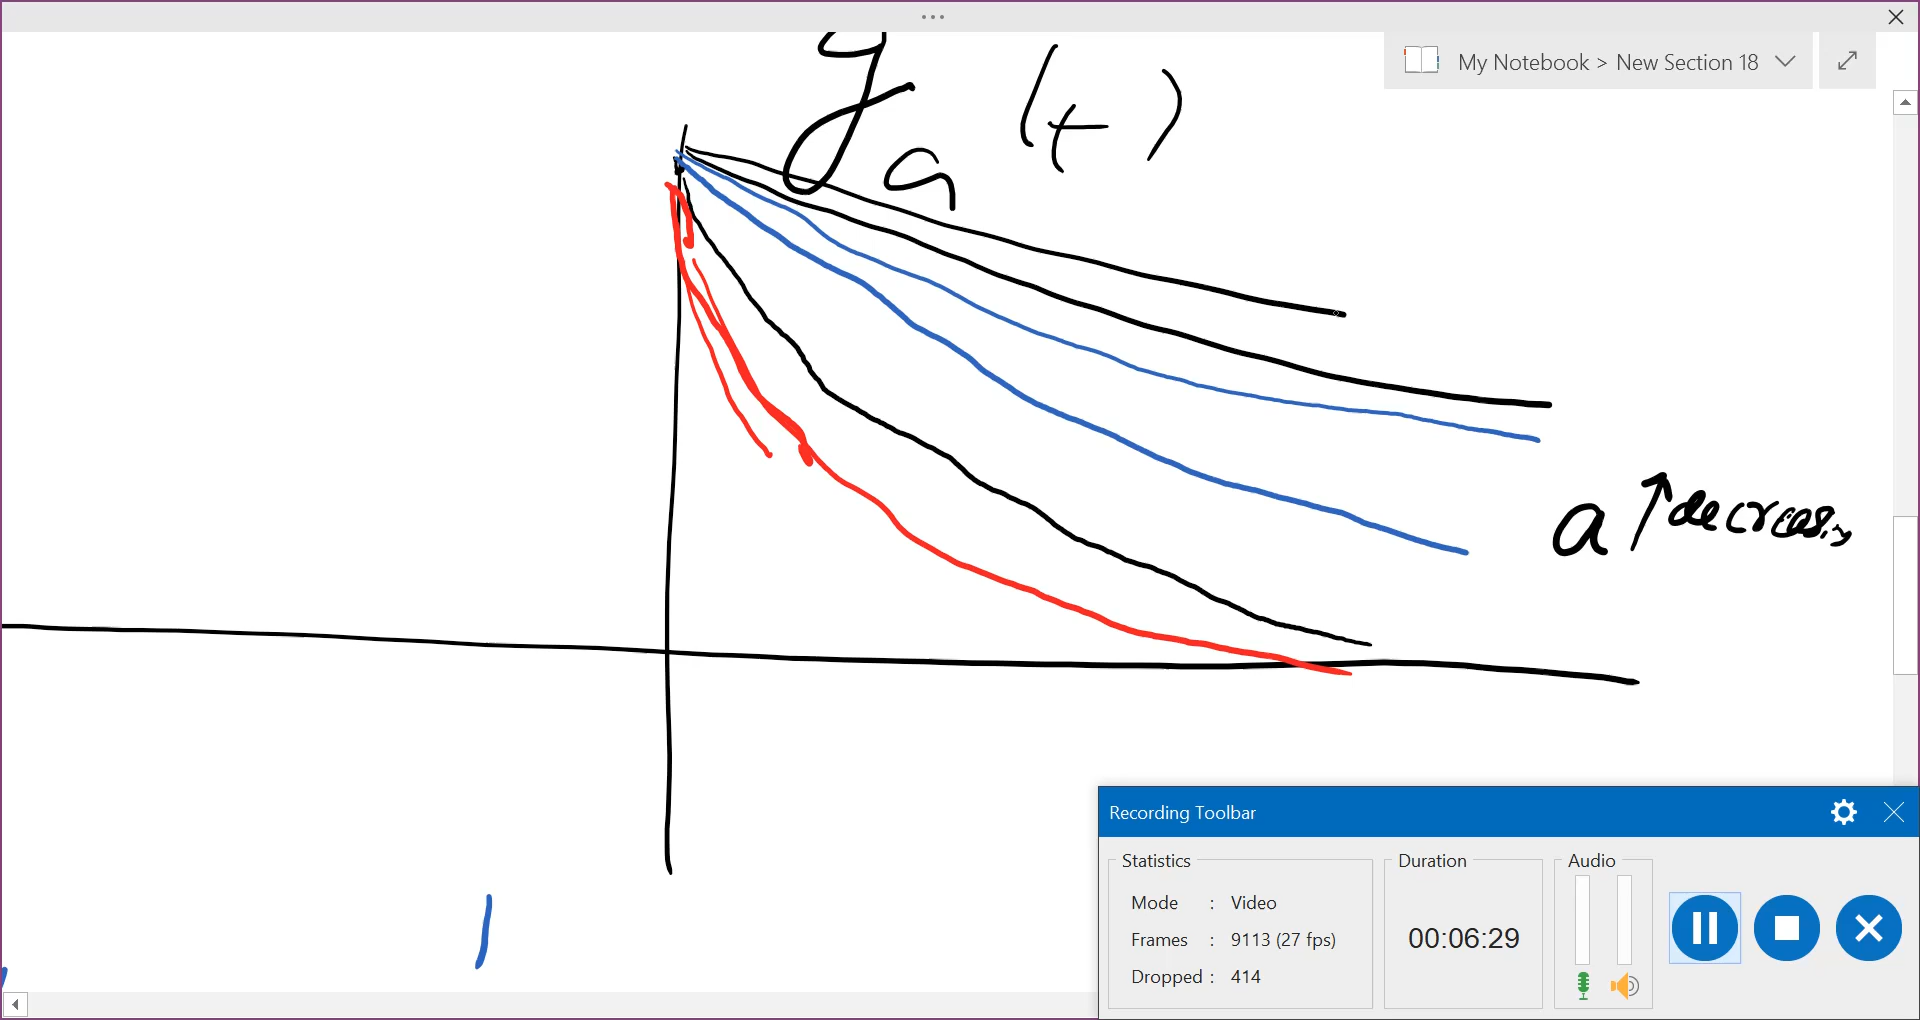 My Notebook > New Section 18
y a (t)
a ↑ decreasing
Recording Toolbar
Statistics
Mode : Video
Frames : 9113 (27 fps)
Dropped : 414
Duration
00:06:29
Audio